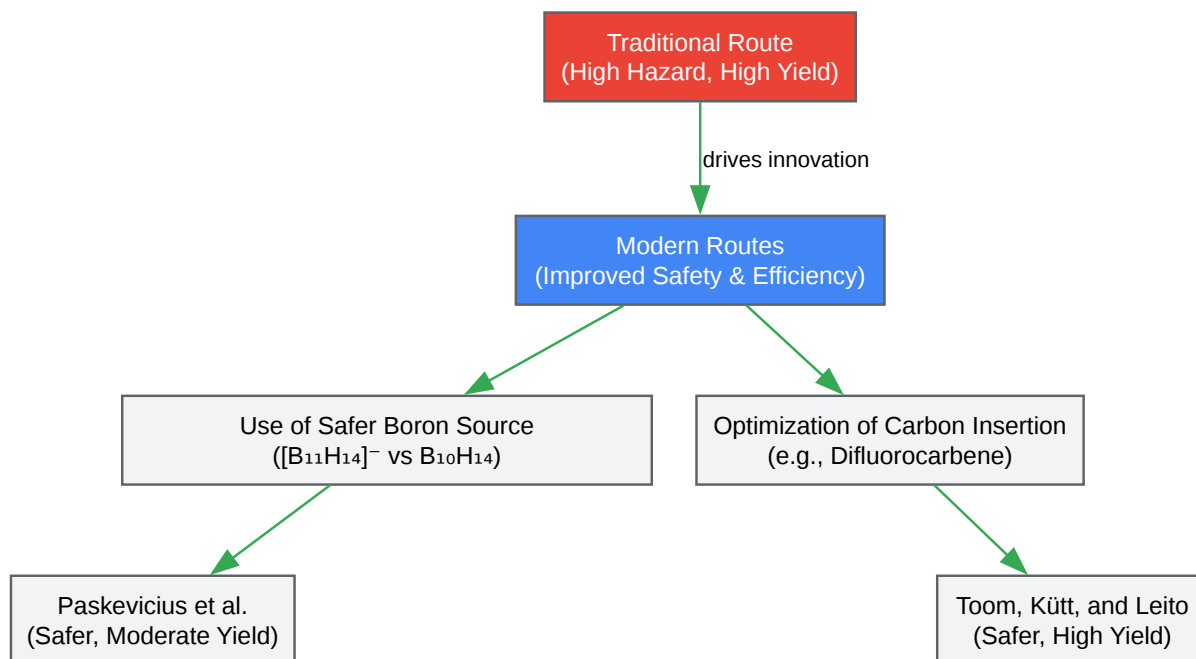 Traditional Route
(High Hazard, High Yield)
drives innovation
Modern Routes
(Improved Safety & Efficiency)
Use of Safer Boron Source
([B₁₁H₁₄]⁻ vs B₁₀H₁₄)
Optimization of Carbon Insertion
(e.g., Difluorocarbene)
Paskevicius et al.
(Safer, Moderate Yield)
Toom, Kütt, and Leito
(Safer, High Yield)